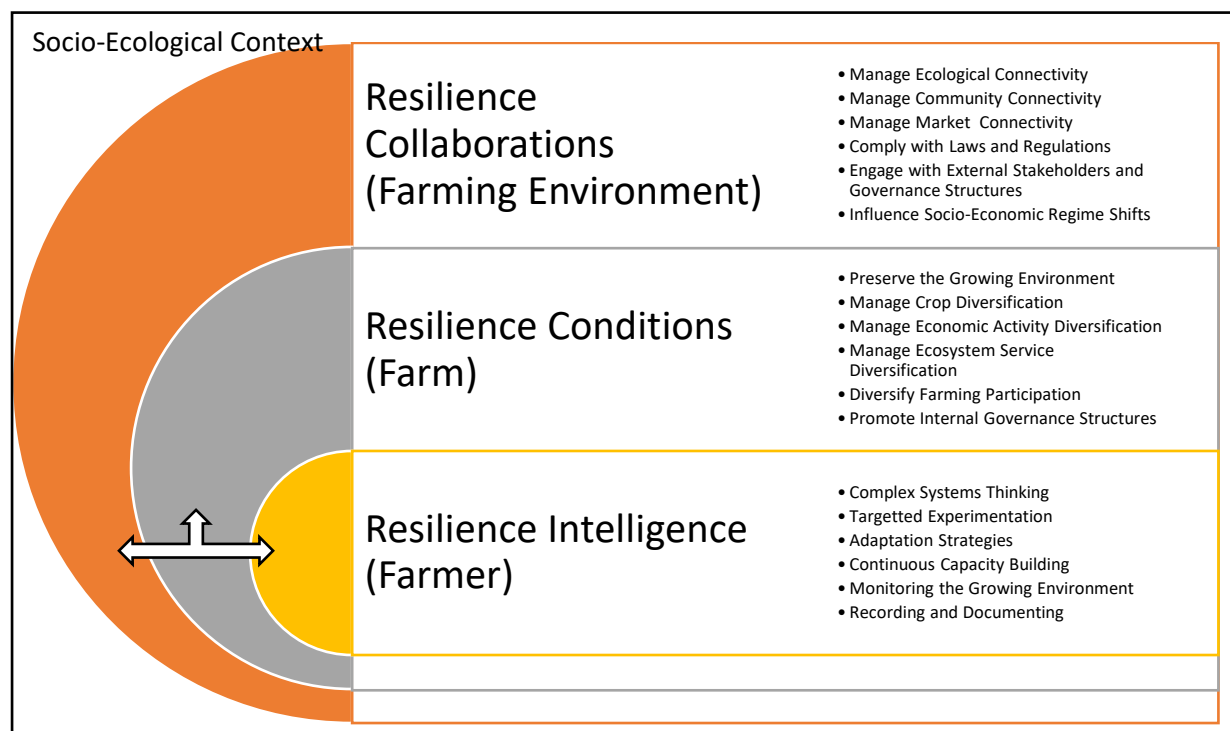 Socio-Ecological Context
Resilience
Collaborations
(Farming Environment)
• Manage Ecological Connectivity
• Manage Community Connectivity
• Manage Market Connectivity
• Comply with Laws and Regulations
• Engage with External Stakeholders and
Governance Structures
• Influence Socio-Economic Regime Shifts
Resilience Conditions
(Farm)
• Preserve the Growing Environment
• Manage Crop Diversification
• Manage Economic Activity Diversification
• Manage Ecosystem Service
Diversification
• Diversify Farming Participation
• Promote Internal Governance Structures
Resilience Intelligence
(Farmer)
• Complex Systems Thinking
• Targetted Experimentation
• Adaptation Strategies
• Continuous Capacity Building
• Monitoring the Growing Environment
• Recording and Documenting